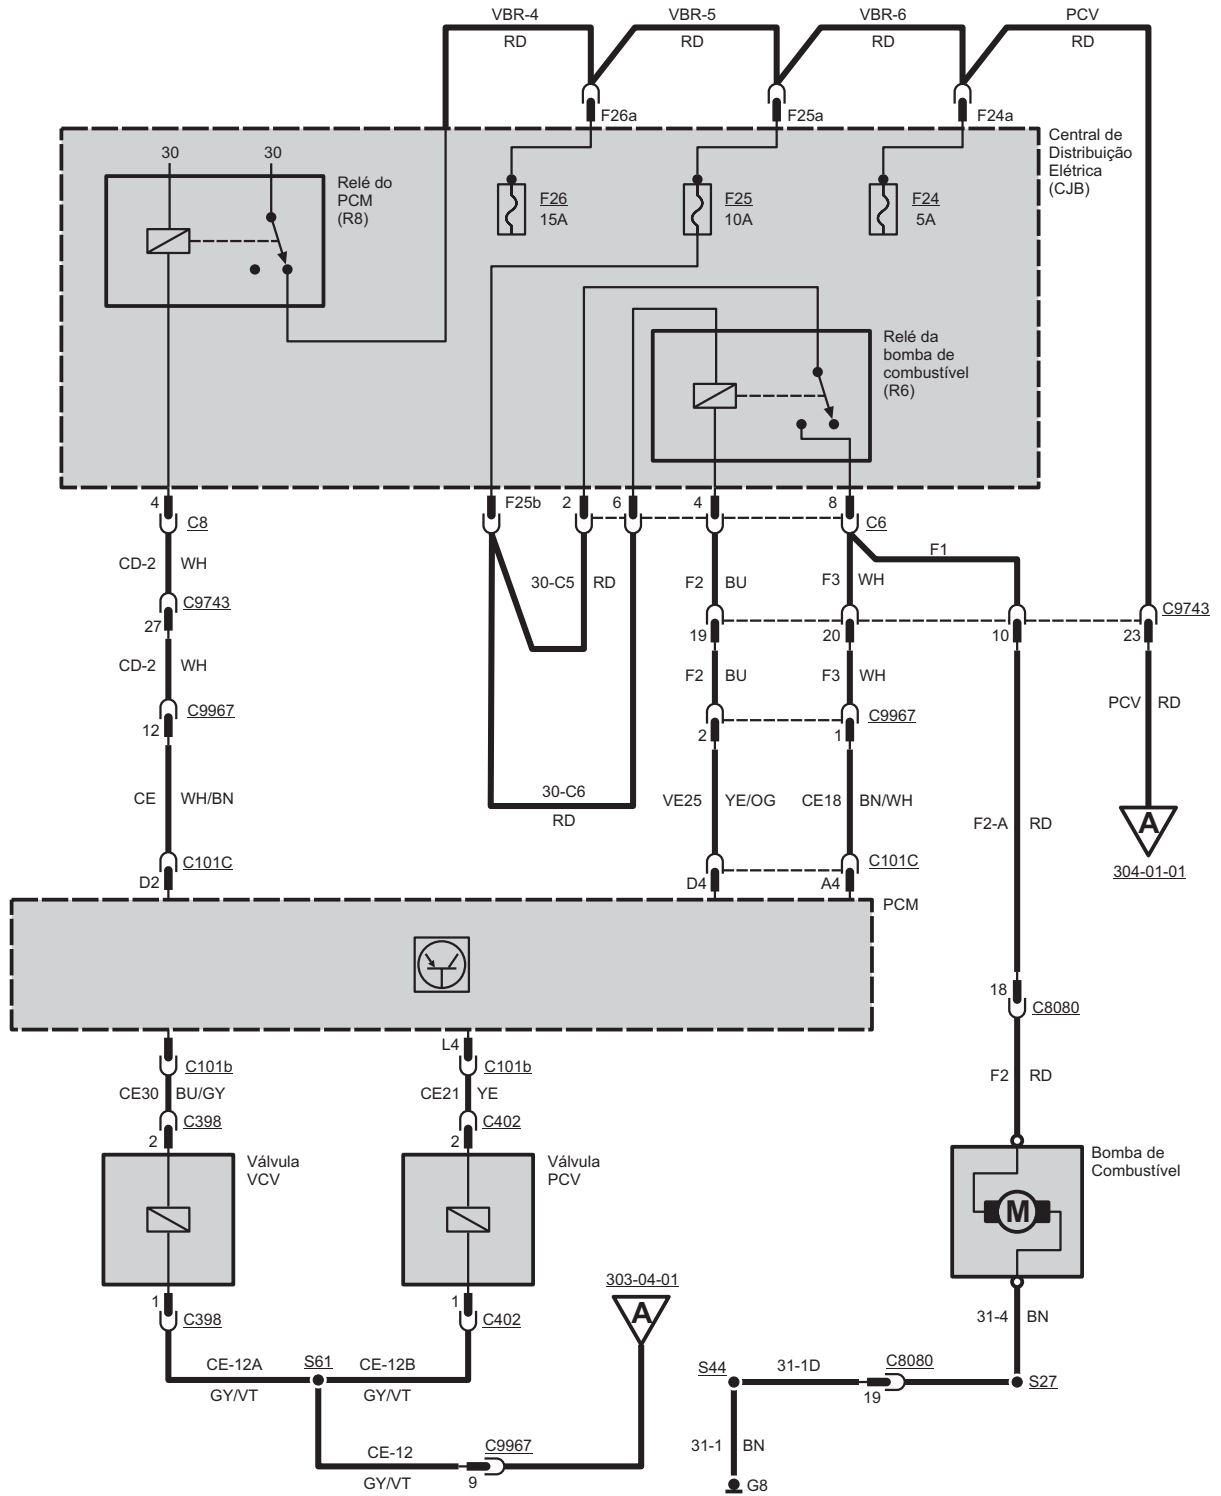 VBR-4
VBR-5
VBR-6
PCV
RD
RD
RD
RD
F26a
F25a
F24a
Central de
Distribuição
Elétrica
(CJB)
30
30
Relé do
PCM
(R8)
F26
15A
F25
10A
F24
5A
Relé da
bomba de
combustível
(R6)
4
C8
F25b
2
6
4
8
C6
CD-2
WH
30-C5
RD
F2
BU
F3
WH
F1
C9743
27
19
20
10
23
C9743
CD-2
WH
F2
BU
F3
WH
PCV
RD
C9967
12
2
1
C9967
CE
WH/BN
30-C6
RD
VE25
YE/OG
CE18
BN/WH
F2-A
RD
A
304-01-01
C101C
D2
D4
A4
C101C
PCM
18
C8080
L4
C101b
C101b
CE30
BU/GY
CE21
YE
F2
RD
C398
2
C402
2
Válvula
VCV
Válvula
PCV
Bomba de
Combustível
M
1
C398
1
C402
303-04-01
A
31-4
BN
CE-12A
S61
CE-12B
GY/VT
GY/VT
S44
31-1D
C8080
19
S27
CE-12
GY/VT
C9967
9
31-1
BN
G8